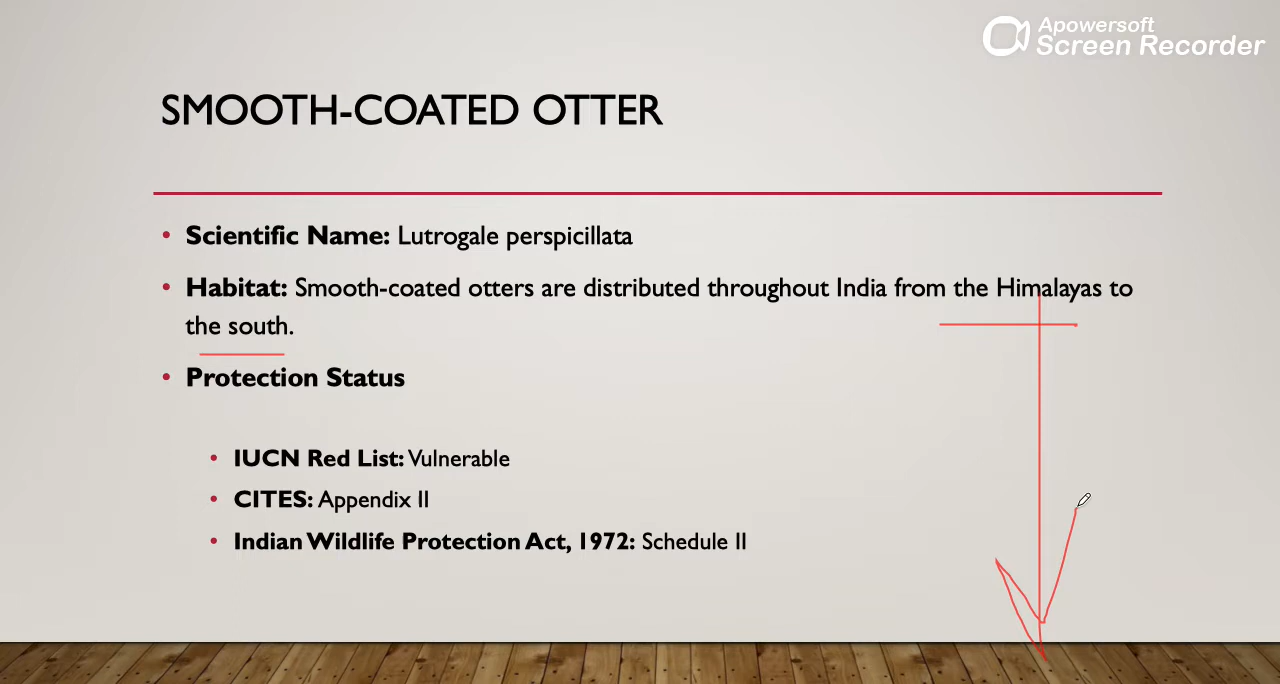 Apowersoft
Screen Recorder
SMOOTH-COATED OTTER
• Scientific Name: Lutrogale perspicillata
• Habitat: Smooth-coated otters are distributed throughout India from the Himalayas to
the south.
• Protection Status
• IUCN Red List: Vulnerable
• CITES: Appendix II
• Indian Wildlife Protection Act, 1972: Schedule II